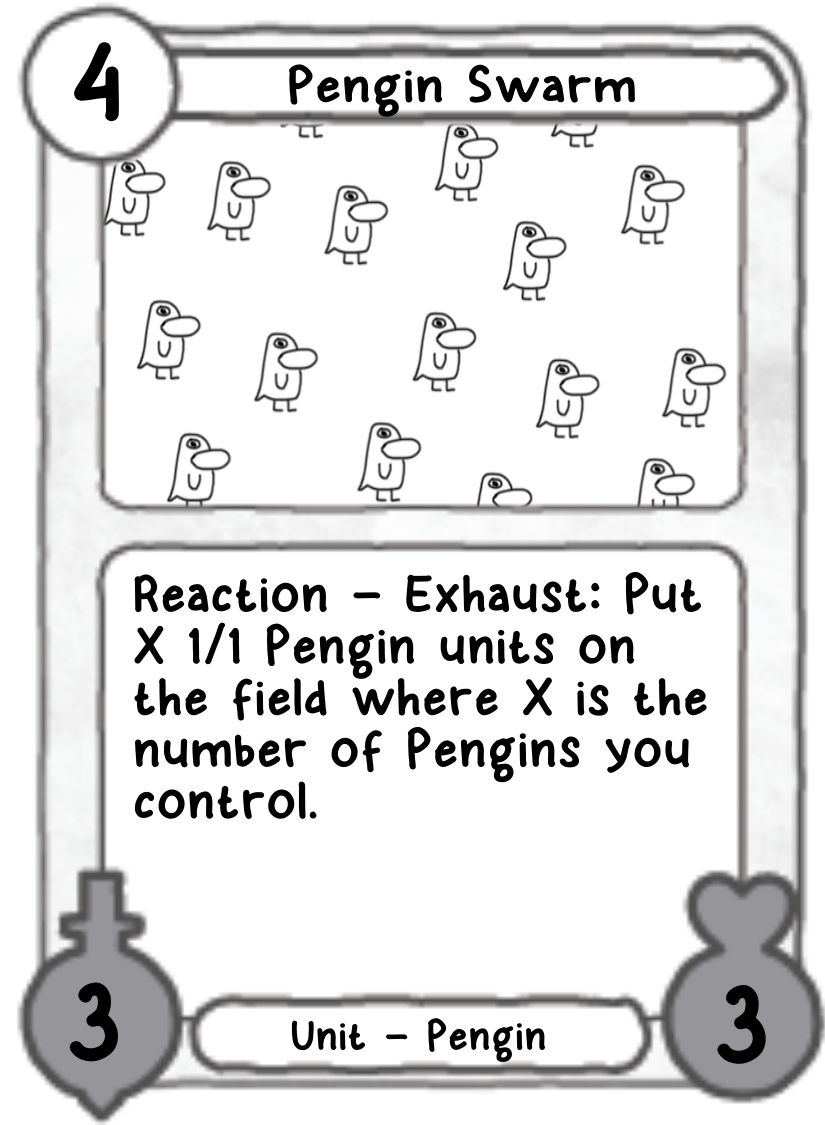 4
Pengin Swarm
Reaction – Exhaust: Put
X 1/1 Pengin units on
the field where X is the
number of Pengins you
control.
3
Unit – Pengin
3